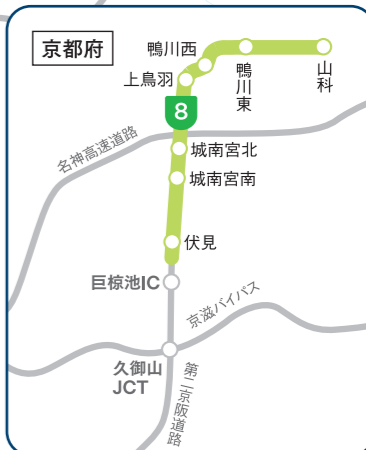 京都府
鴨川西
上鳥羽
鴨川東
山科
8
名神高速道路
城南宮北
城南宮南
伏見
巨椋池IC
京滋バイパス
久御山
JCT
第二京阪道路